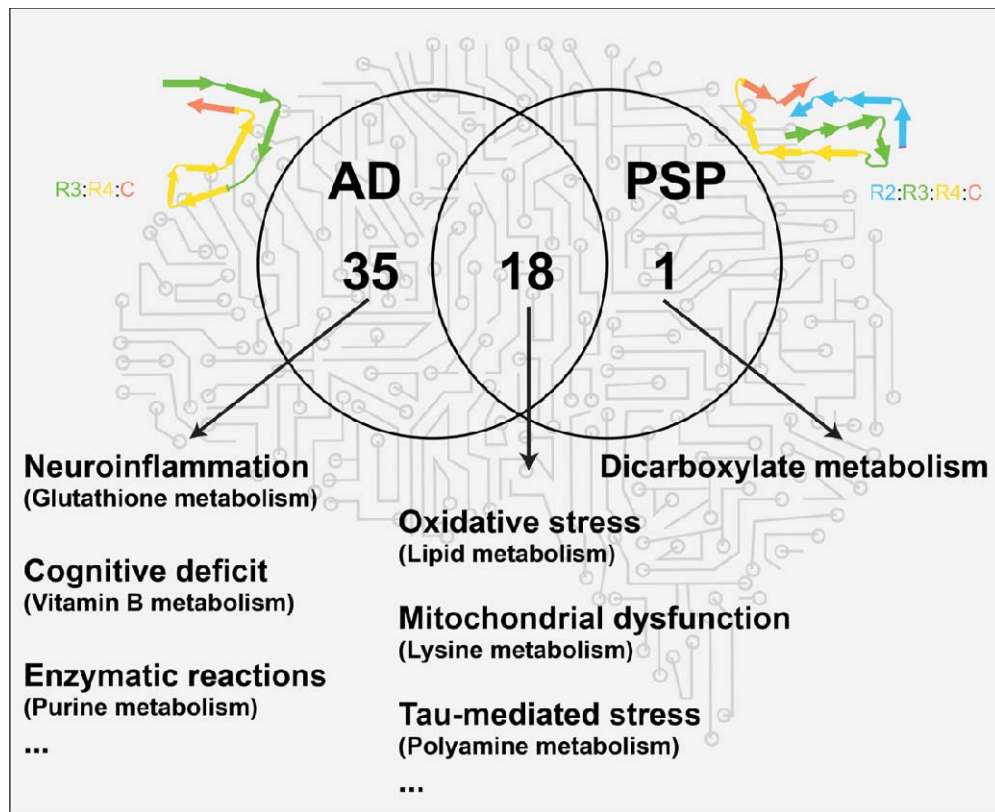 R3:R4:C
AD
PSP
R2:R3:R4:C
35
18
1
Neuroinflammation
(Glutathione metabolism)
Cognitive deficit
(Vitamin B metabolism)
Enzymatic reactions
(Purine metabolism)
...
Oxidative stress
(Lipid metabolism)
Mitochondrial dysfunction
(Lysine metabolism)
Tau-mediated stress
(Polyamine metabolism)
...
Dicarboxylate metabolism